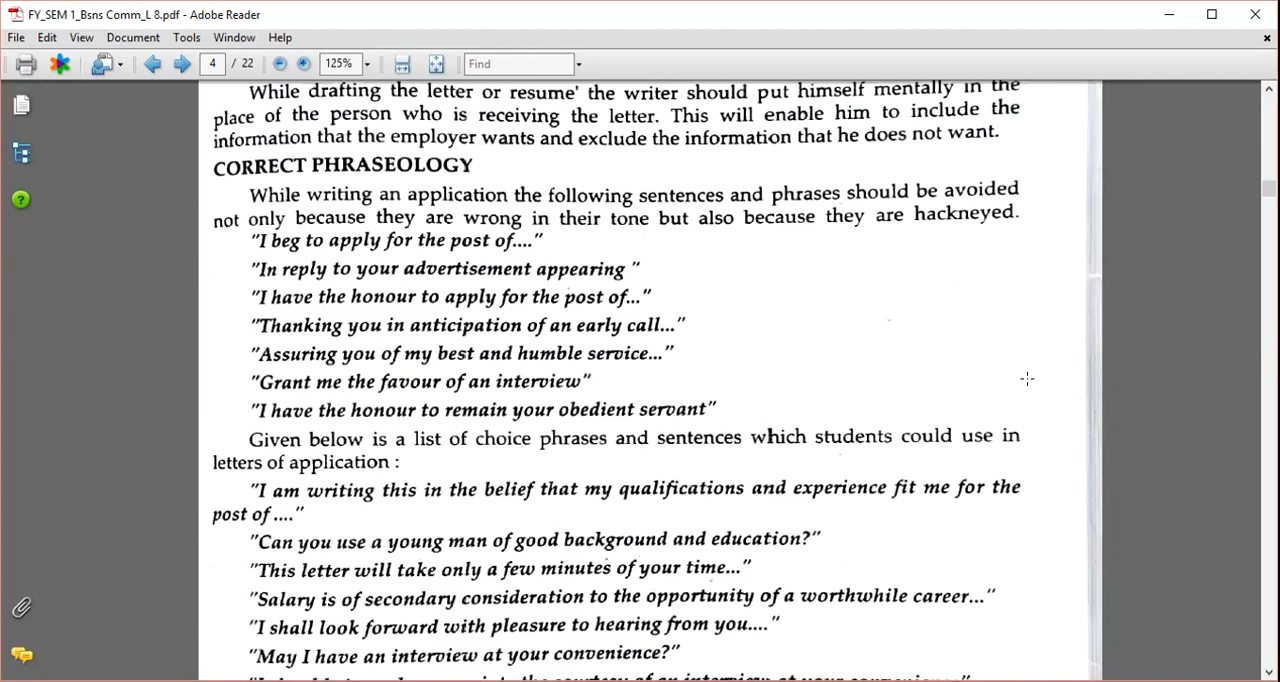 FY_SEM 1_Bsns Comm_L 8.pdf - Adobe Reader
File Edit View Document Tools Window Help
4 / 22 125% Find
While drafting the letter or resume' the writer should put himself mentally in the
place of the person who is receiving the letter. This will enable him to include the
information that the employer wants and exclude the information that he does not want.
CORRECT PHRASEOLOGY
While writing an application the following sentences and phrases should be avoided
not only because they are wrong in their tone but also because they are hackneyed.
"I beg to apply for the post of...."
"In reply to your advertisement appearing "
"I have the honour to apply for the post of..."
"Thanking you in anticipation of an early call..."
"Assuring you of my best and humble service..."
"Grant me the favour of an interview"
"I have the honour to remain your obedient servant"
Given below is a list of choice phrases and sentences which students could use in
letters of application :
"I am writing this in the belief that my qualifications and experience fit me for the
post of ...."
"Can you use a young man of good background and education?"
"This letter will take only a few minutes of your time..."
"Salary is of secondary consideration to the opportunity of a worthwhile career..."
"I shall look forward with pleasure to hearing from you...."
"May I have an interview at your convenience?"